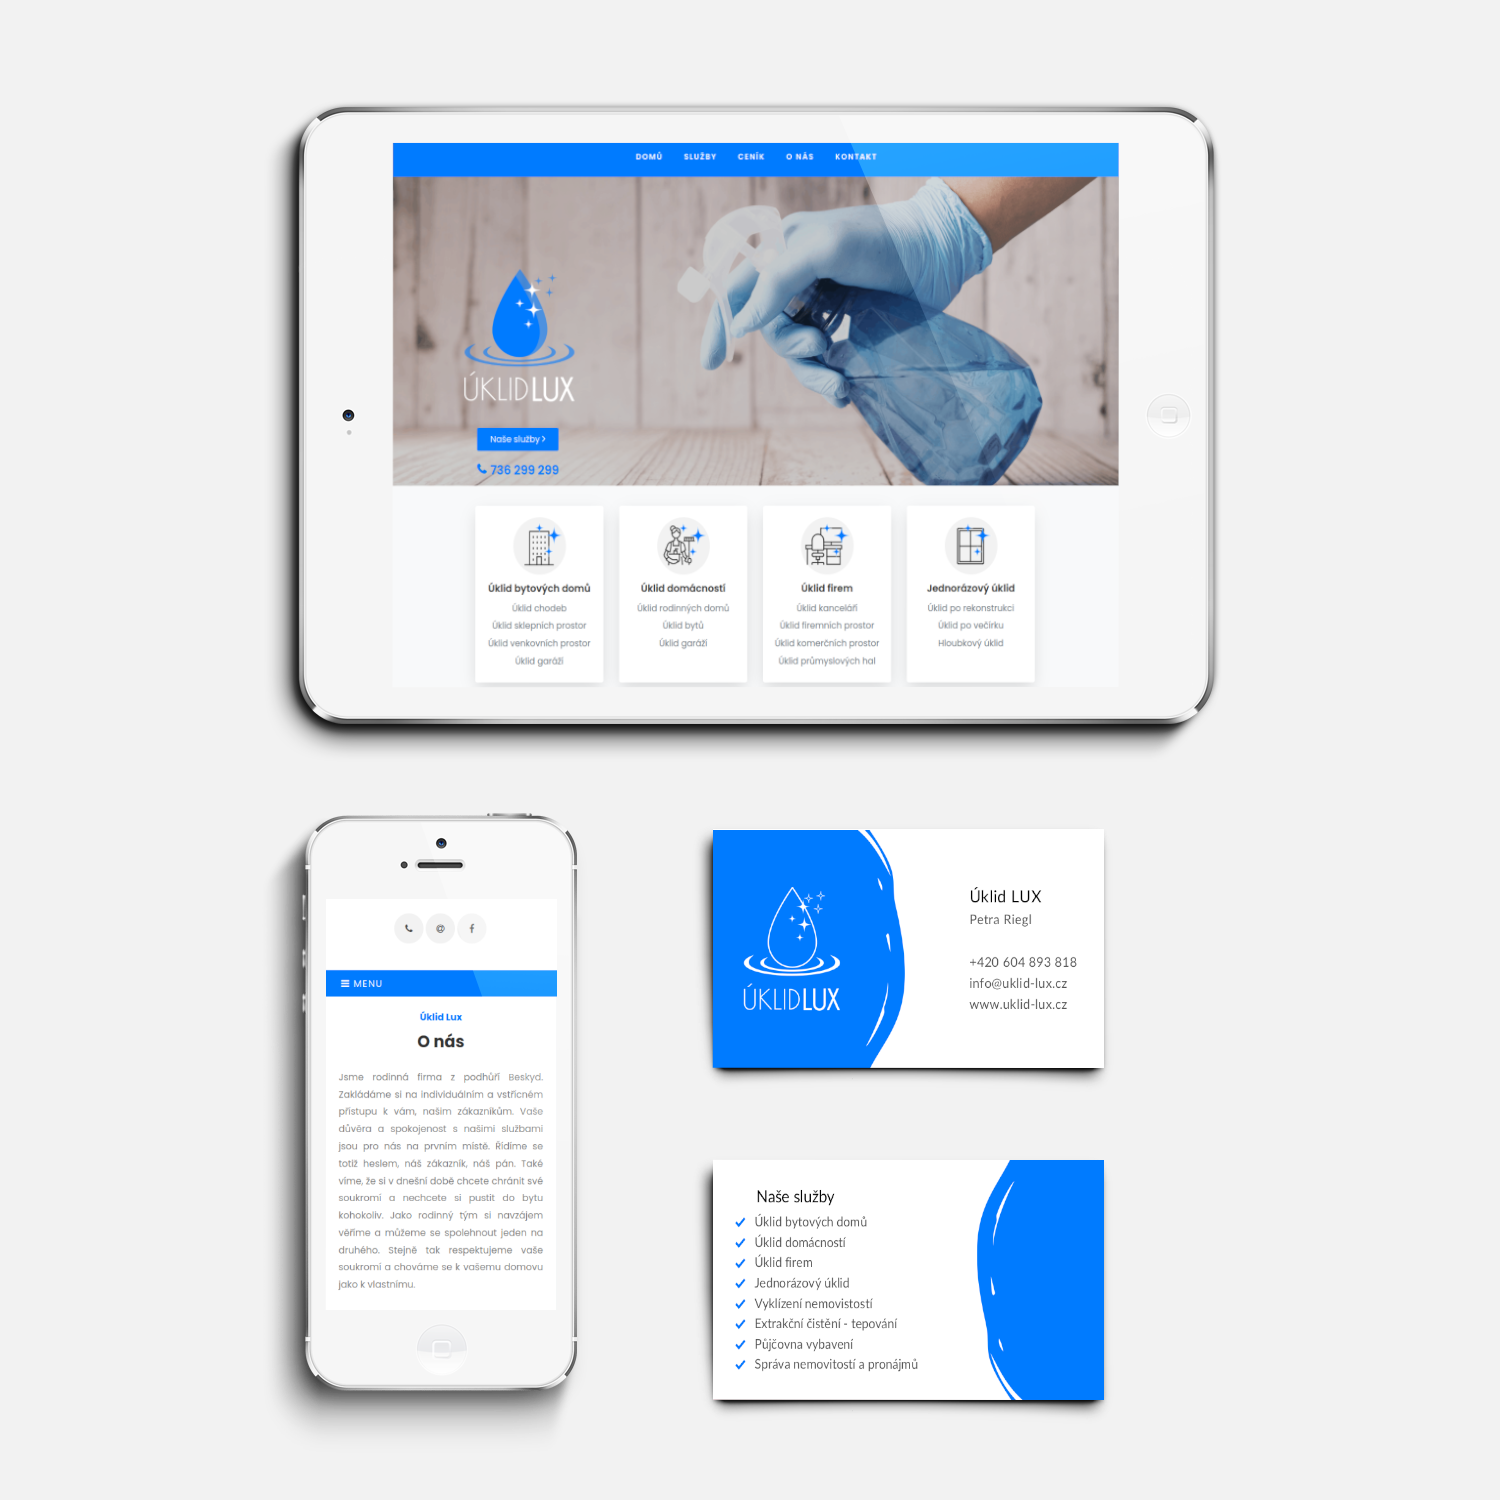 DOMŮ SLUŽBY CENÍK O NÁS KONTAKT
ÚKLIDLUX
Naše služby
736 299 299
Úklid bytových domů
Úklid chodeb
Úklid sklepních prostor
Úklid venkovních prostor
Úklid garáží
Úklid domácností
Úklid rodinných domů
Úklid bytů
Úklid garáží
Úklid firem
Úklid kanceláří
Úklid firemních prostor
Úklid komerčních prostor
Úklid průmyslových hal
Jednorázový úklid
Úklid po rekonstrukci
Úklid po večírku
Hloubkový úklid
MENU
Úklid Lux
O nás
Jsme rodinná firma z podhůří Beskyd.
Zakládáme si na individuálním a vstřícném
přístupu k vám, našim zákazníkům. Vaše
důvěra a spokojenost s našimi službami
jsou pro nás na prvním místě. Řídíme se
totiž heslem, náš zákazník, náš pán. Také
víme, že si v dnešní době chcete chránit své
soukromí a nechcete si pustit do bytu
kohokoliv. Jako rodinný tým si navzájem
věříme a můžeme se spolehnout jeden na
druhého. Stejně tak respektujeme vaše
soukromí a chováme se k vašemu domovu
jako k vlastnímu.
ÚKLIDLUX
Úklid LUX
Petra Riegl
+420 604 893 818
info@uklid-lux.cz
www.uklid-lux.cz
Naše služby
Úklid bytových domů
Úklid domácností
Úklid firem
Jednorázový úklid
Vyklízení nemovistostí
Extrakční čistění - tepování
Půjčovna vybavení
Správa nemovitostí a pronájmů